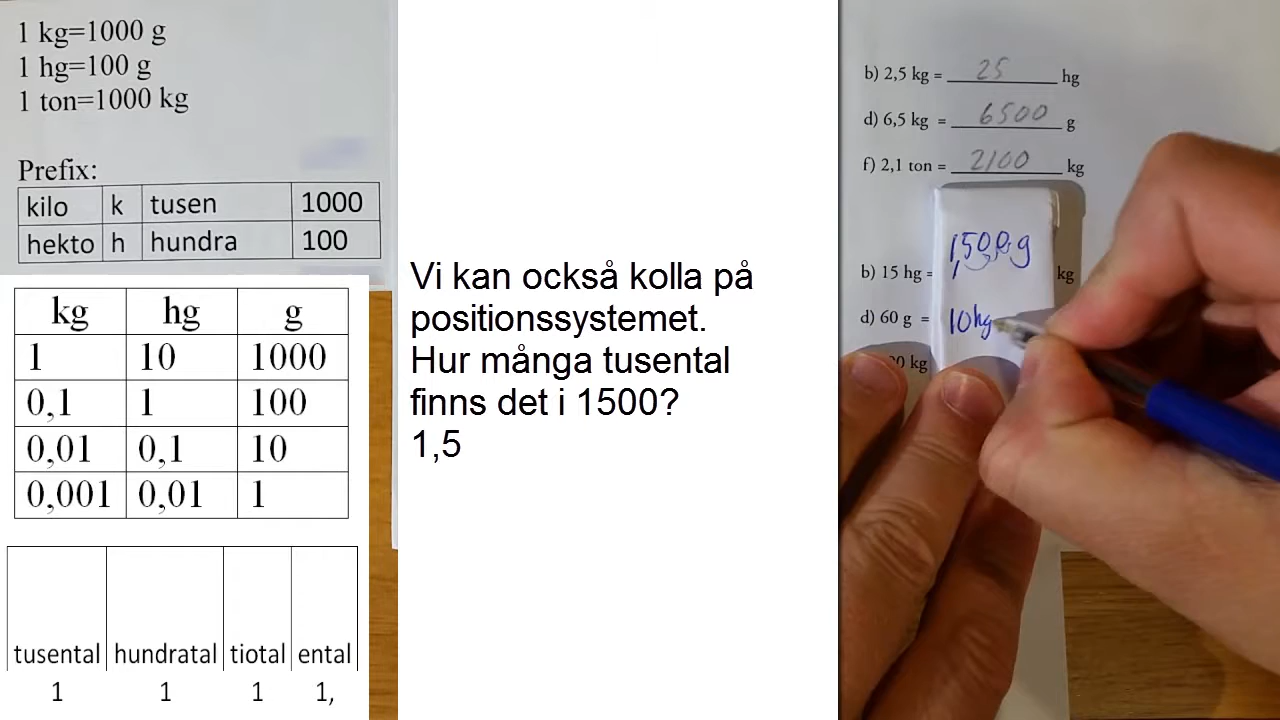 1 kg=1000 g
1 hg=100 g
1 ton=1000 kg
Prefix:
kilo k tusen 1000
hekto h hundra 100
kg hg g
1 10 1000
0,1 1 100
0,01 0,1 10
0,001 0,01 1
tusental hundratal tiotal ental
1 1 1 1,
Vi kan också kolla på
positionssystemet.
Hur många tusental
finns det i 1500?
1,5
b) 2,5 kg = 25 hg
d) 6,5 kg = 6500 g
f) 2,1 ton = 2100 kg
1,500g
b) 15 hg = kg
d) 60 g = 10hg
kg